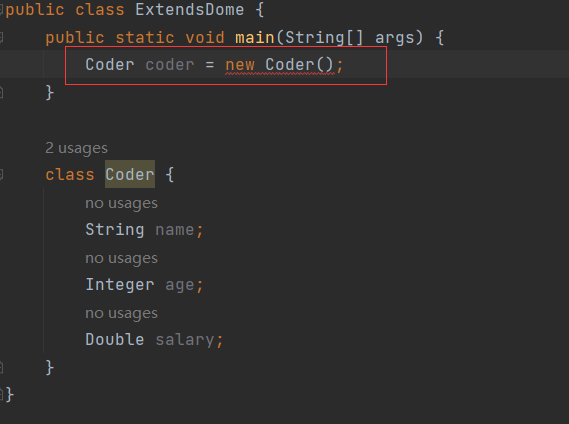 public class ExtendsDome {
public static void main(String[] args) {
Coder coder = new Coder();
}
2 usages
class Coder {
no usages
String name;
no usages
Integer age;
no usages
Double salary;
}
}